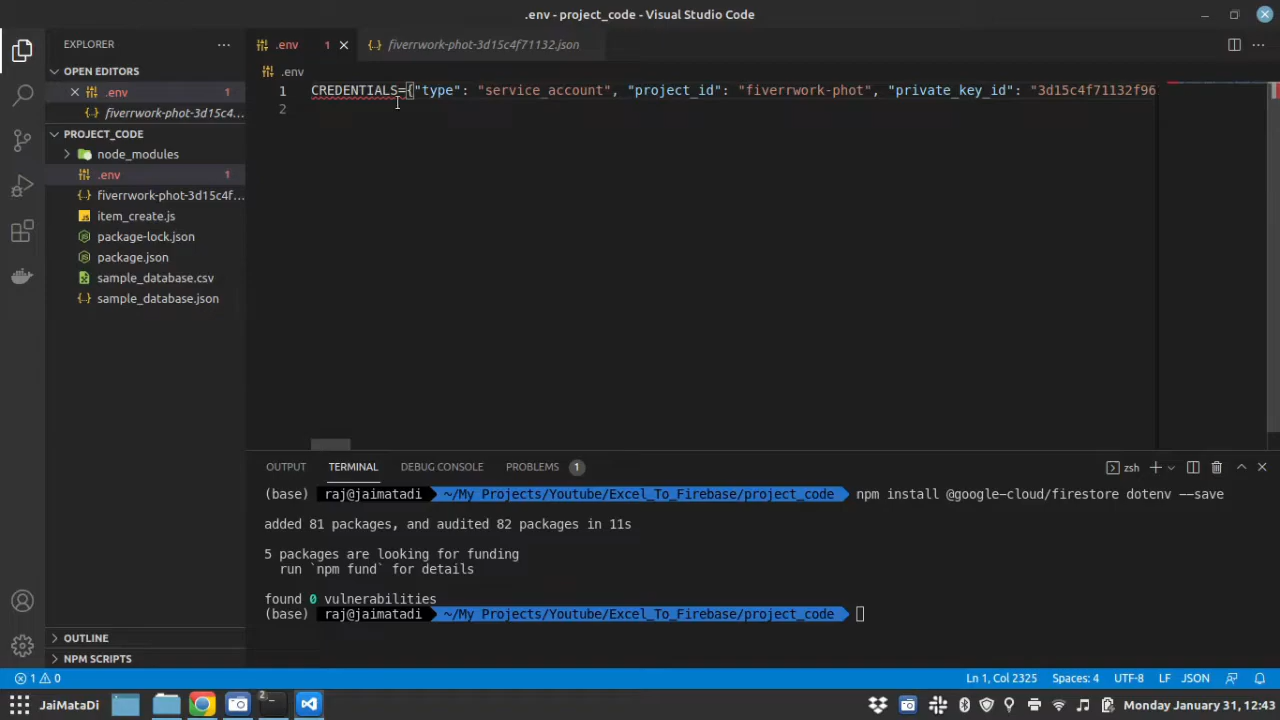 .env - project_code - Visual Studio Code
EXPLORER
.env 1
fiverrwork-phot-3d15c4f71132.json
OPEN EDITORS
.env
.env 1
fiverrwork-phot-3d15c4...
PROJECT_CODE
node_modules
.env 1
fiverrwork-phot-3d15c4f...
item_create.js
package-lock.json
package.json
sample_database.csv
sample_database.json
1 CREDENTIALS={"type": "service_account", "project_id": "fiverrwork-phot", "private_key_id": "3d15c4f71132f96
2
OUTPUT TERMINAL DEBUG CONSOLE PROBLEMS 1
zsh
(base) raj@jaimatadi ~/My Projects/Youtube/Excel_To_Firebase/project_code npm install @google-cloud/firestore dotenv --save
added 81 packages, and audited 82 packages in 11s
5 packages are looking for funding
run `npm fund` for details
found 0 vulnerabilities
(base) raj@jaimatadi ~/My Projects/Youtube/Excel_To_Firebase/project_code
OUTLINE
NPM SCRIPTS
1 0
Ln 1, Col 2325 Spaces: 4 UTF-8 LF JSON
JaiMaTaDi
2
Monday January 31, 12:43